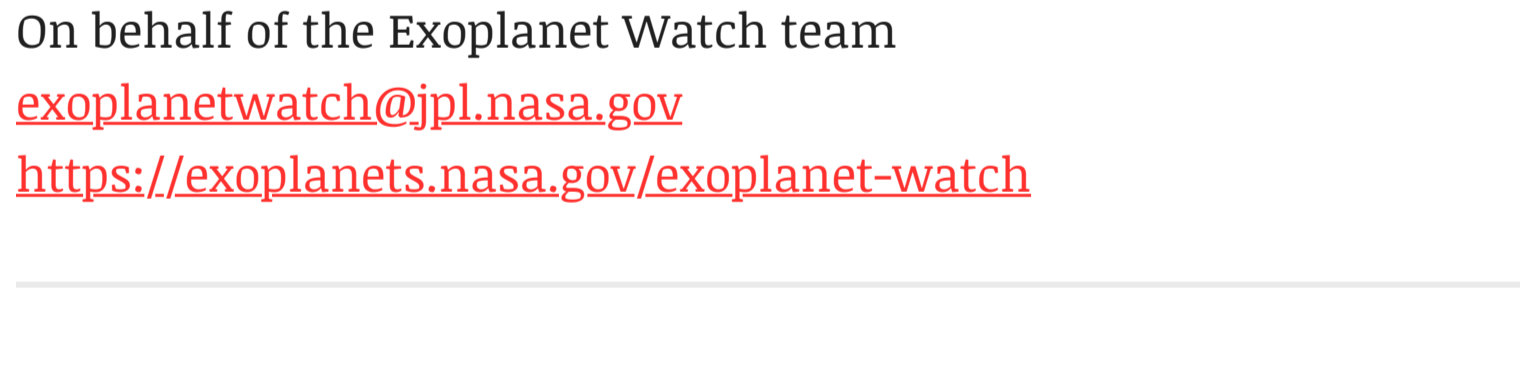 On behalf of the Exoplanet Watch team
exoplanetwatch@jpl.nasa.gov
https://exoplanets.nasa.gov/exoplanet-watch